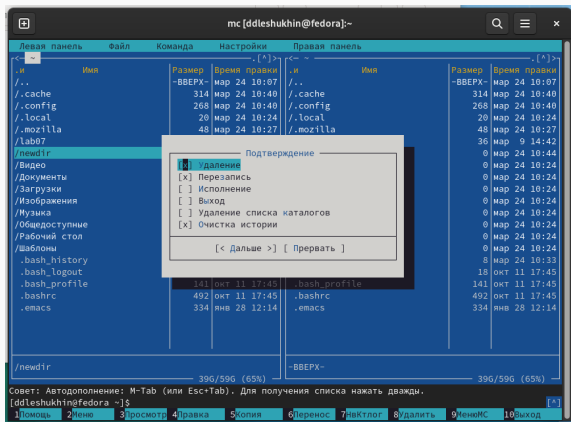 mc [ddleshukhin@fedora]:~
Левая панель Файл Команда Настройки Правая панель
<- ~ .[^]> <- ~ .[^]>
.и Имя Размер Время правки .и Имя Размер Время правки
/.. -ВВЕРХ- мар 24 10:07 /.. -ВВЕРХ- мар 24 10:07
/.cache 314 мар 24 10:40 /.cache 314 мар 24 10:40
/.config 268 мар 24 10:40 /.config 268 мар 24 10:40
/.local 20 мар 24 10:24 /.local 20 мар 24 10:24
/.mozilla 48 мар 24 10:27 /.mozilla 48 мар 24 10:27
/lab07 36 мар 9 14:42
/newdir 0 мар 24 10:44
/Видео 0 мар 24 10:24
/Документы 0 мар 24 10:24
/Загрузки 0 мар 24 10:24
/Изображения 0 мар 24 10:24
/Музыка 0 мар 24 10:24
/Общедоступные 0 мар 24 10:24
/Рабочий стол 0 мар 24 10:24
/Шаблоны 0 мар 24 10:24
.bash_history 8 мар 24 10:33
.bash_logout 18 окт 11 17:45
.bash_profile 141 окт 11 17:45 .bash_profile 141 окт 11 17:45
.bashrc 492 окт 11 17:45 .bashrc 492 окт 11 17:45
.emacs 334 янв 28 12:14 .emacs 334 янв 28 12:14
Подтверждение
[x] Удаление
[x] Перезапись
[ ] Исполнение
[ ] Выход
[ ] Удаление списка каталогов
[x] Очистка истории
[< Дальше >] [ Прервать ]
/newdir -ВВЕРХ-
39G/59G (65%) 39G/59G (65%)
Совет: Автодополнение: M-Tab (или Esc+Tab). Для получения списка нажать дважды.
[ddleshukhin@fedora ~]$ [^]
1Помощь 2Меню 3Просмотр 4Правка 5Копия 6Перенос 7НвКтлог 8Удалить 9МенюMC 10Выход